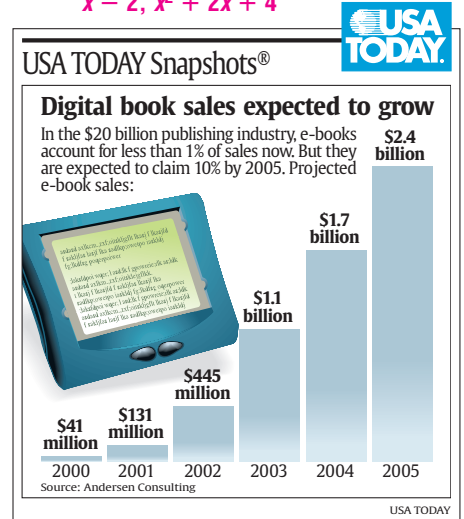 x − 2, x² + 2x + 4
USA
TODAY.
USA TODAY Snapshots®
Digital book sales expected to grow
In the $20 billion publishing industry, e-books
account for less than 1% of sales now. But they
are expected to claim 10% by 2005. Projected
e-book sales:
$41
million
$131
million
$445
million
$1.1
billion
$1.7
billion
$2.4
billion
2000 2001 2002 2003 2004 2005
Source: Andersen Consulting
USA TODAY